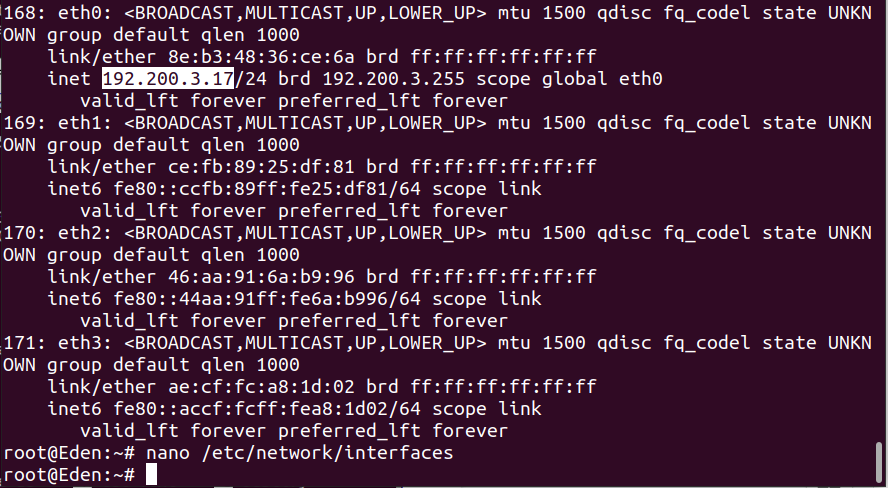 168: eth0: <BROADCAST,MULTICAST,UP,LOWER_UP> mtu 1500 qdisc fq_codel state UNKN
OWN group default qlen 1000
    link/ether 8e:b3:48:36:ce:6a brd ff:ff:ff:ff:ff:ff
    inet 192.200.3.17/24 brd 192.200.3.255 scope global eth0
       valid_lft forever preferred_lft forever
169: eth1: <BROADCAST,MULTICAST,UP,LOWER_UP> mtu 1500 qdisc fq_codel state UNKN
OWN group default qlen 1000
    link/ether ce:fb:89:25:df:81 brd ff:ff:ff:ff:ff:ff
    inet6 fe80::ccfb:89ff:fe25:df81/64 scope link
       valid_lft forever preferred_lft forever
170: eth2: <BROADCAST,MULTICAST,UP,LOWER_UP> mtu 1500 qdisc fq_codel state UNKN
OWN group default qlen 1000
    link/ether 46:aa:91:6a:b9:96 brd ff:ff:ff:ff:ff:ff
    inet6 fe80::44aa:91ff:fe6a:b996/64 scope link
       valid_lft forever preferred_lft forever
171: eth3: <BROADCAST,MULTICAST,UP,LOWER_UP> mtu 1500 qdisc fq_codel state UNKN
OWN group default qlen 1000
    link/ether ae:cf:fc:a8:1d:02 brd ff:ff:ff:ff:ff:ff
    inet6 fe80::accf:fcff:fea8:1d02/64 scope link
       valid_lft forever preferred_lft forever
root@Eden:~# nano /etc/network/interfaces
root@Eden:~#